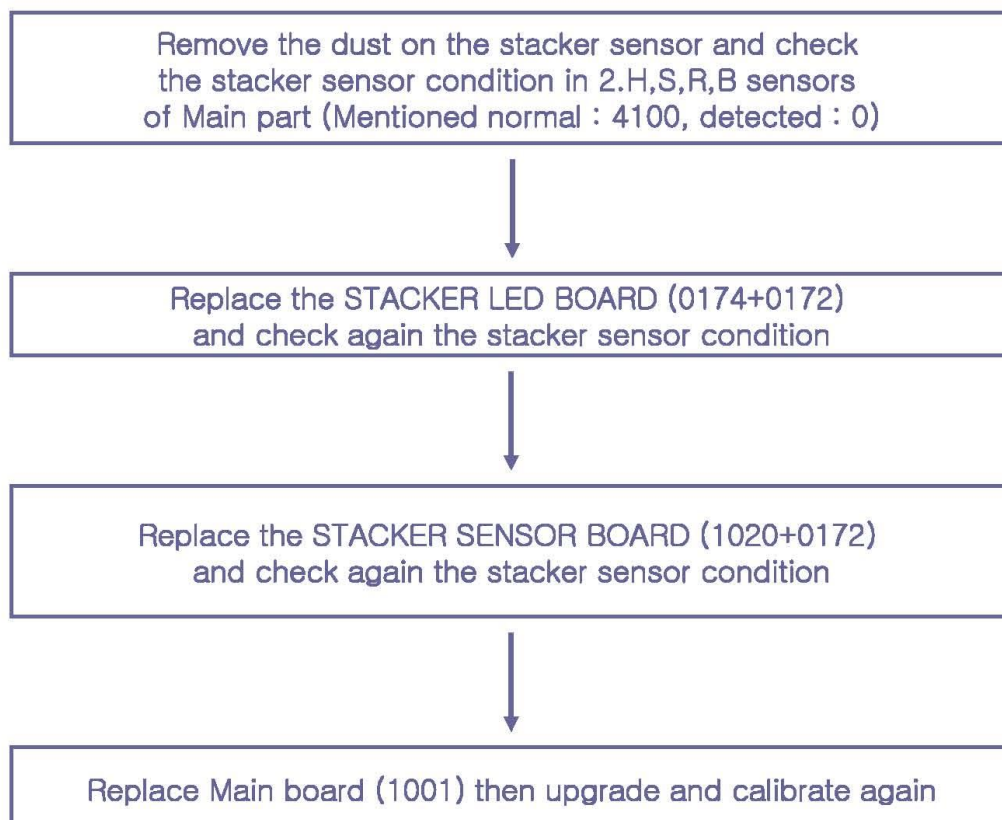 Remove the dust on the stacker sensor and check
the stacker sensor condition in 2.H,S,R,B sensors
of Main part (Mentioned normal : 4100, detected : 0)
Replace the STACKER LED BOARD (0174+0172)
and check again the stacker sensor condition
Replace the STACKER SENSOR BOARD (1020+0172)
and check again the stacker sensor condition
Replace Main board (1001) then upgrade and calibrate again